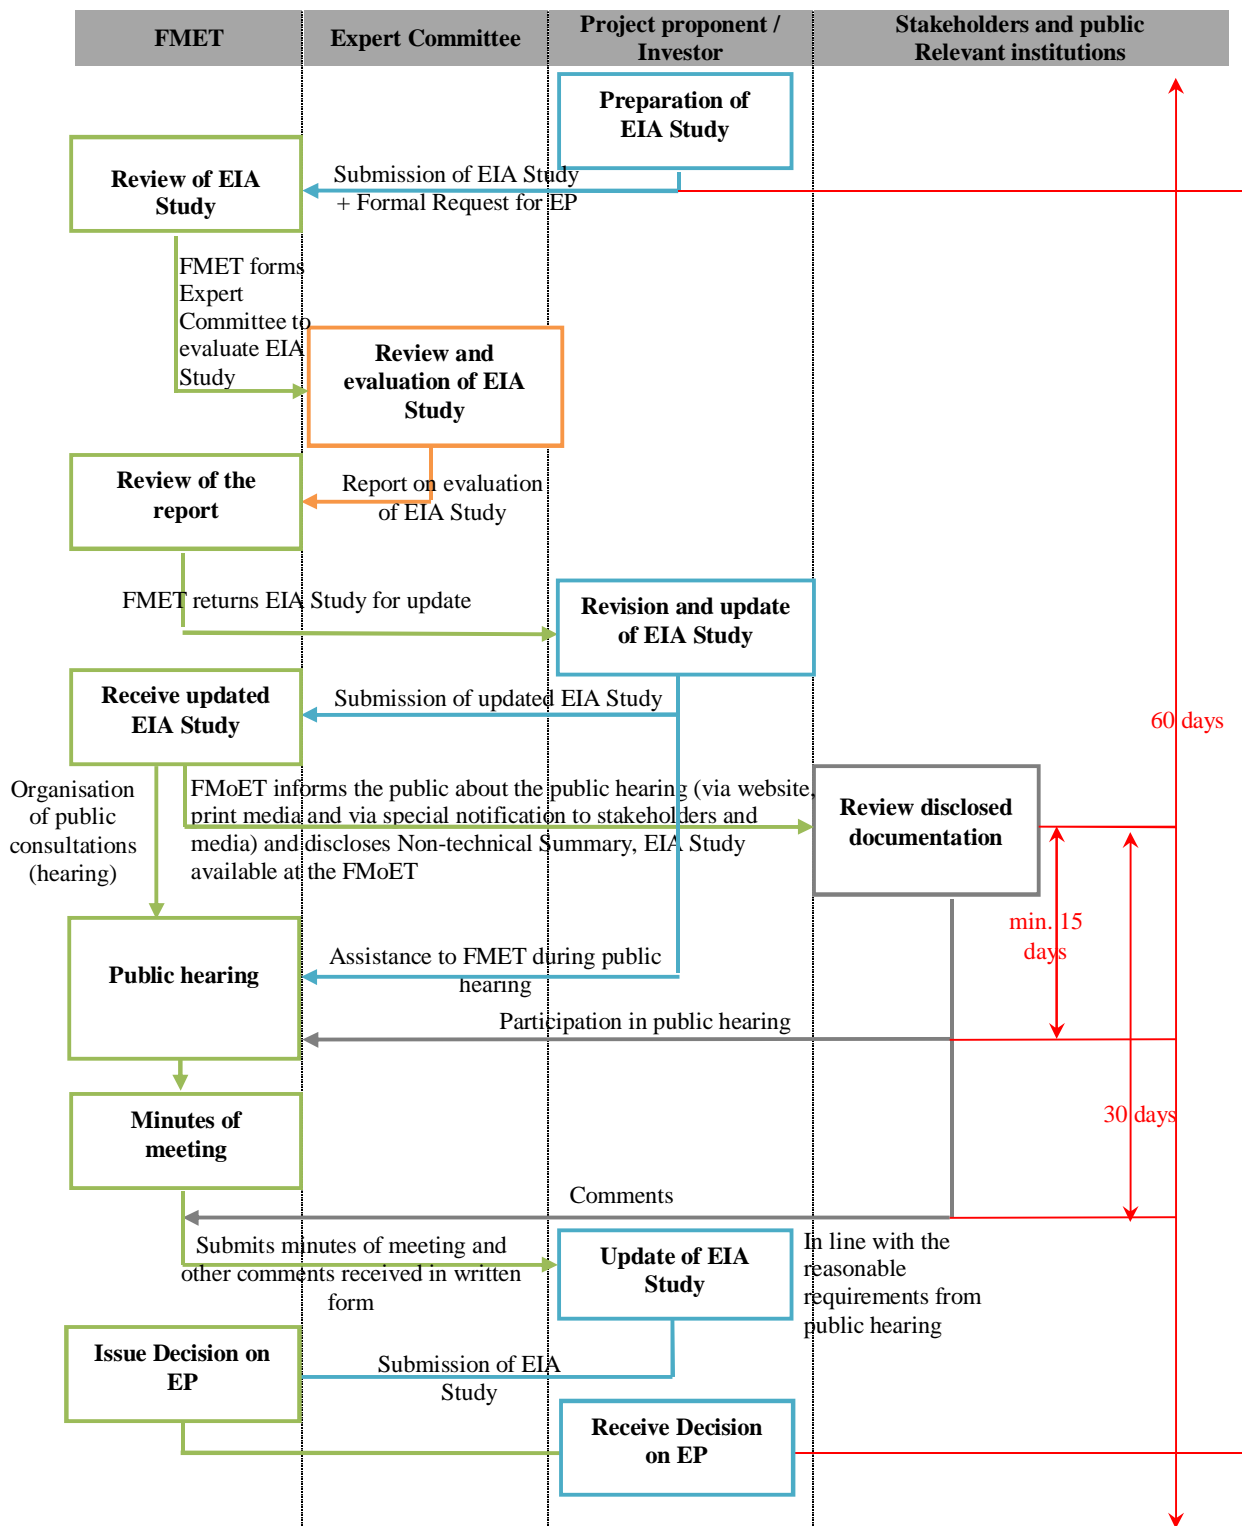 FMET
Expert Committee
Project proponent /
Investor
Stakeholders and public
Relevant institutions
Preparation of
EIA Study
Review of EIA
Study
Submission of EIA Study
+ Formal Request for EP
FMET forms
Expert
Committee to
evaluate EIA
Study
Review and
evaluation of EIA
Study
Review of the
report
Report on evaluation
of EIA Study
FMET returns EIA Study for update
Revision and update
of EIA Study
Receive updated
EIA Study
Submission of updated EIA Study
60 days
Organisation
of public
consultations
(hearing)
FMoET informs the public about the public hearing (via website,
print media and via special notification to stakeholders and
media) and discloses Non-technical Summary, EIA Study
available at the FMoET
Review disclosed
documentation
min. 15
days
Public hearing
Assistance to FMET during public
hearing
Participation in public hearing
Minutes of
meeting
30 days
Comments
Submits minutes of meeting and
other comments received in written
form
Update of EIA
Study
In line with the
reasonable
requirements from
public hearing
Issue Decision on
EP
Submission of EIA
Study
Receive Decision
on EP